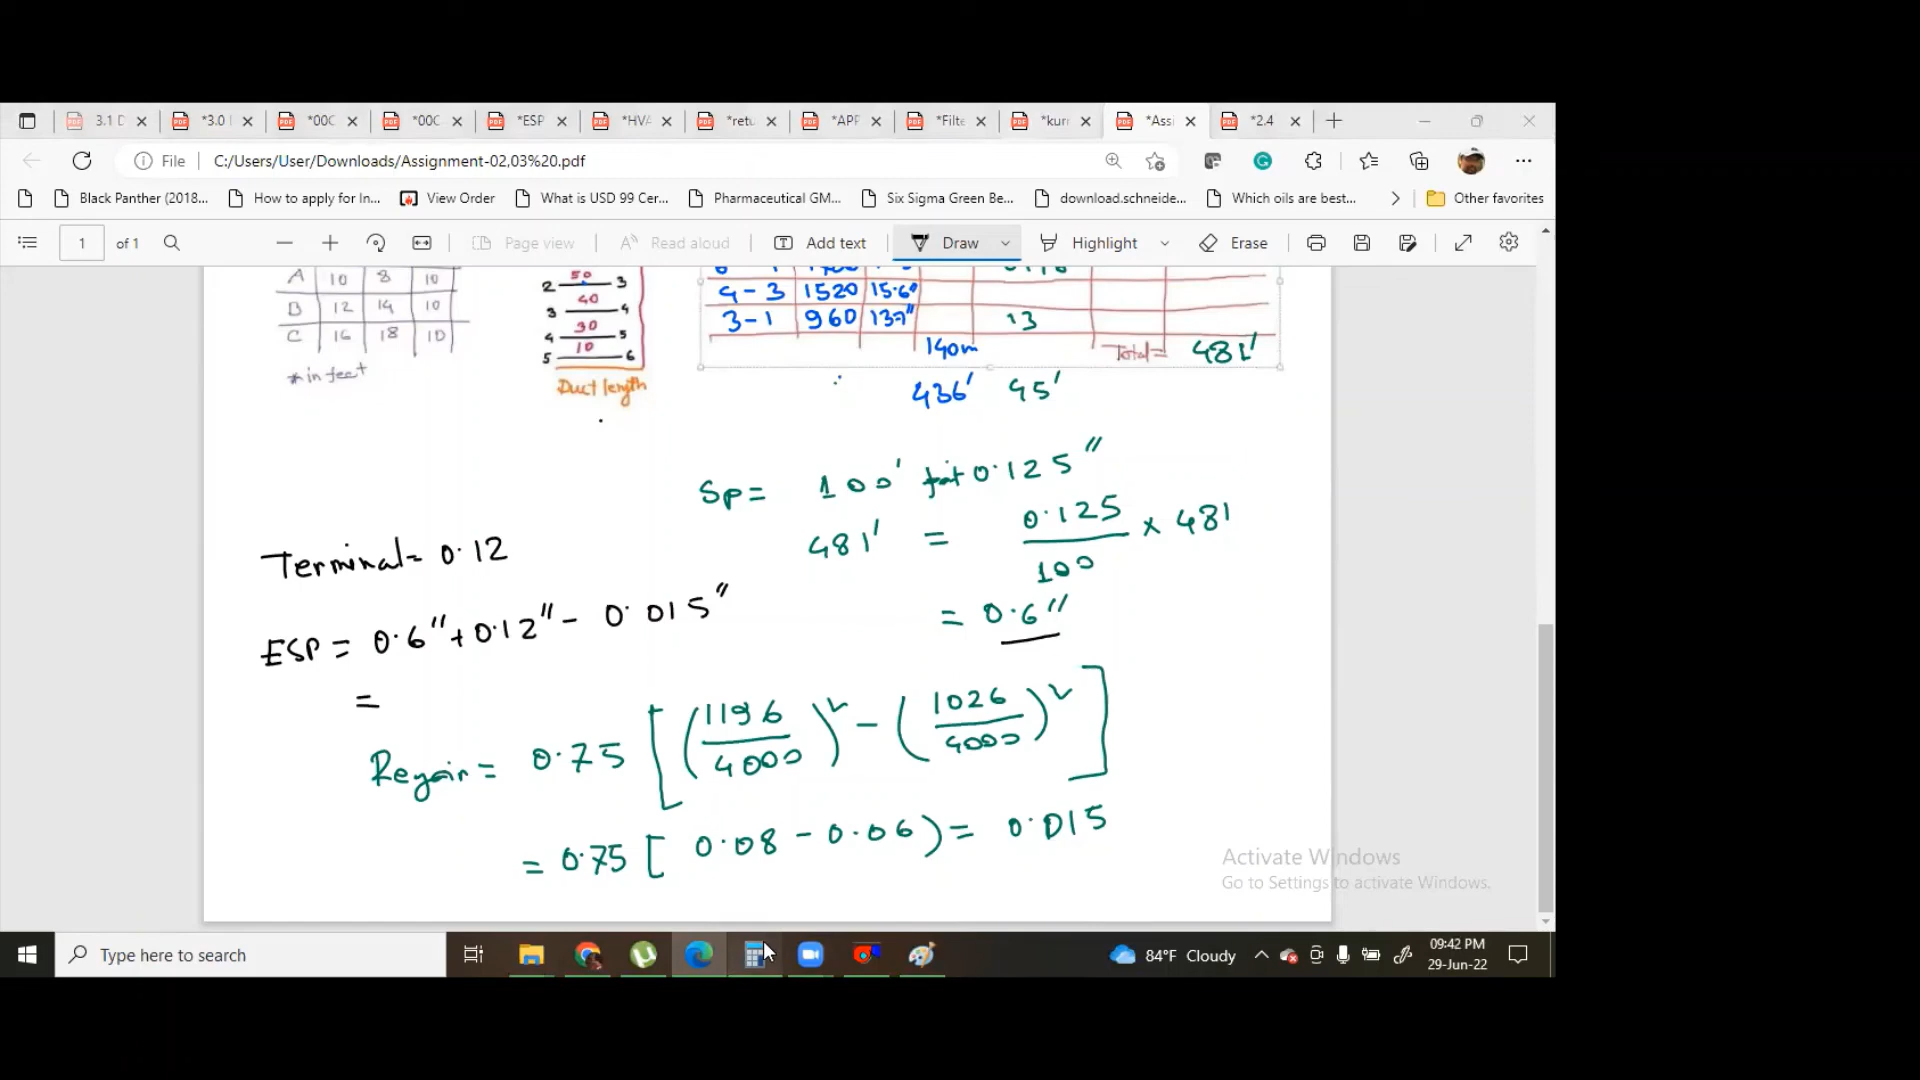 3.1 D *3.0 *00C *00C *ESP *HVA *retu *APP *Filte *kurr *Assi *2.4
File C:/Users/User/Downloads/Assignment-02,03%20.pdf
Black Panther (2018... How to apply for In... View Order What is USD 99 Cer... Pharmaceutical GM... Six Sigma Green Be... download.schneide... Which oils are best... Other favorites
1 of 1 Page view Read aloud Add text Draw Highlight Erase
A 10 8 10
B 12 14 10
C 16 18 10
*in feet
2 50 3
3 40 4
4 30 5
5 10 6
Duct length
4-3 1520 15.6"
3-1 960 13.7" 13
140m Total= 481'
436' 45'
Sp= 100' 0.125"
481' = 0.125/100 × 481
= 0.6"
Terminal= 0.12
ESP = 0.6" + 0.12" - 0.015"
=
Regain = 0.75 [(1196/4000)² - (1026/4000)²]
= 0.75 [ 0.08 - 0.06) = 0.015
Activate Windows
Go to Settings to activate Windows.
Type here to search 84°F Cloudy 09:42 PM
29-Jun-22